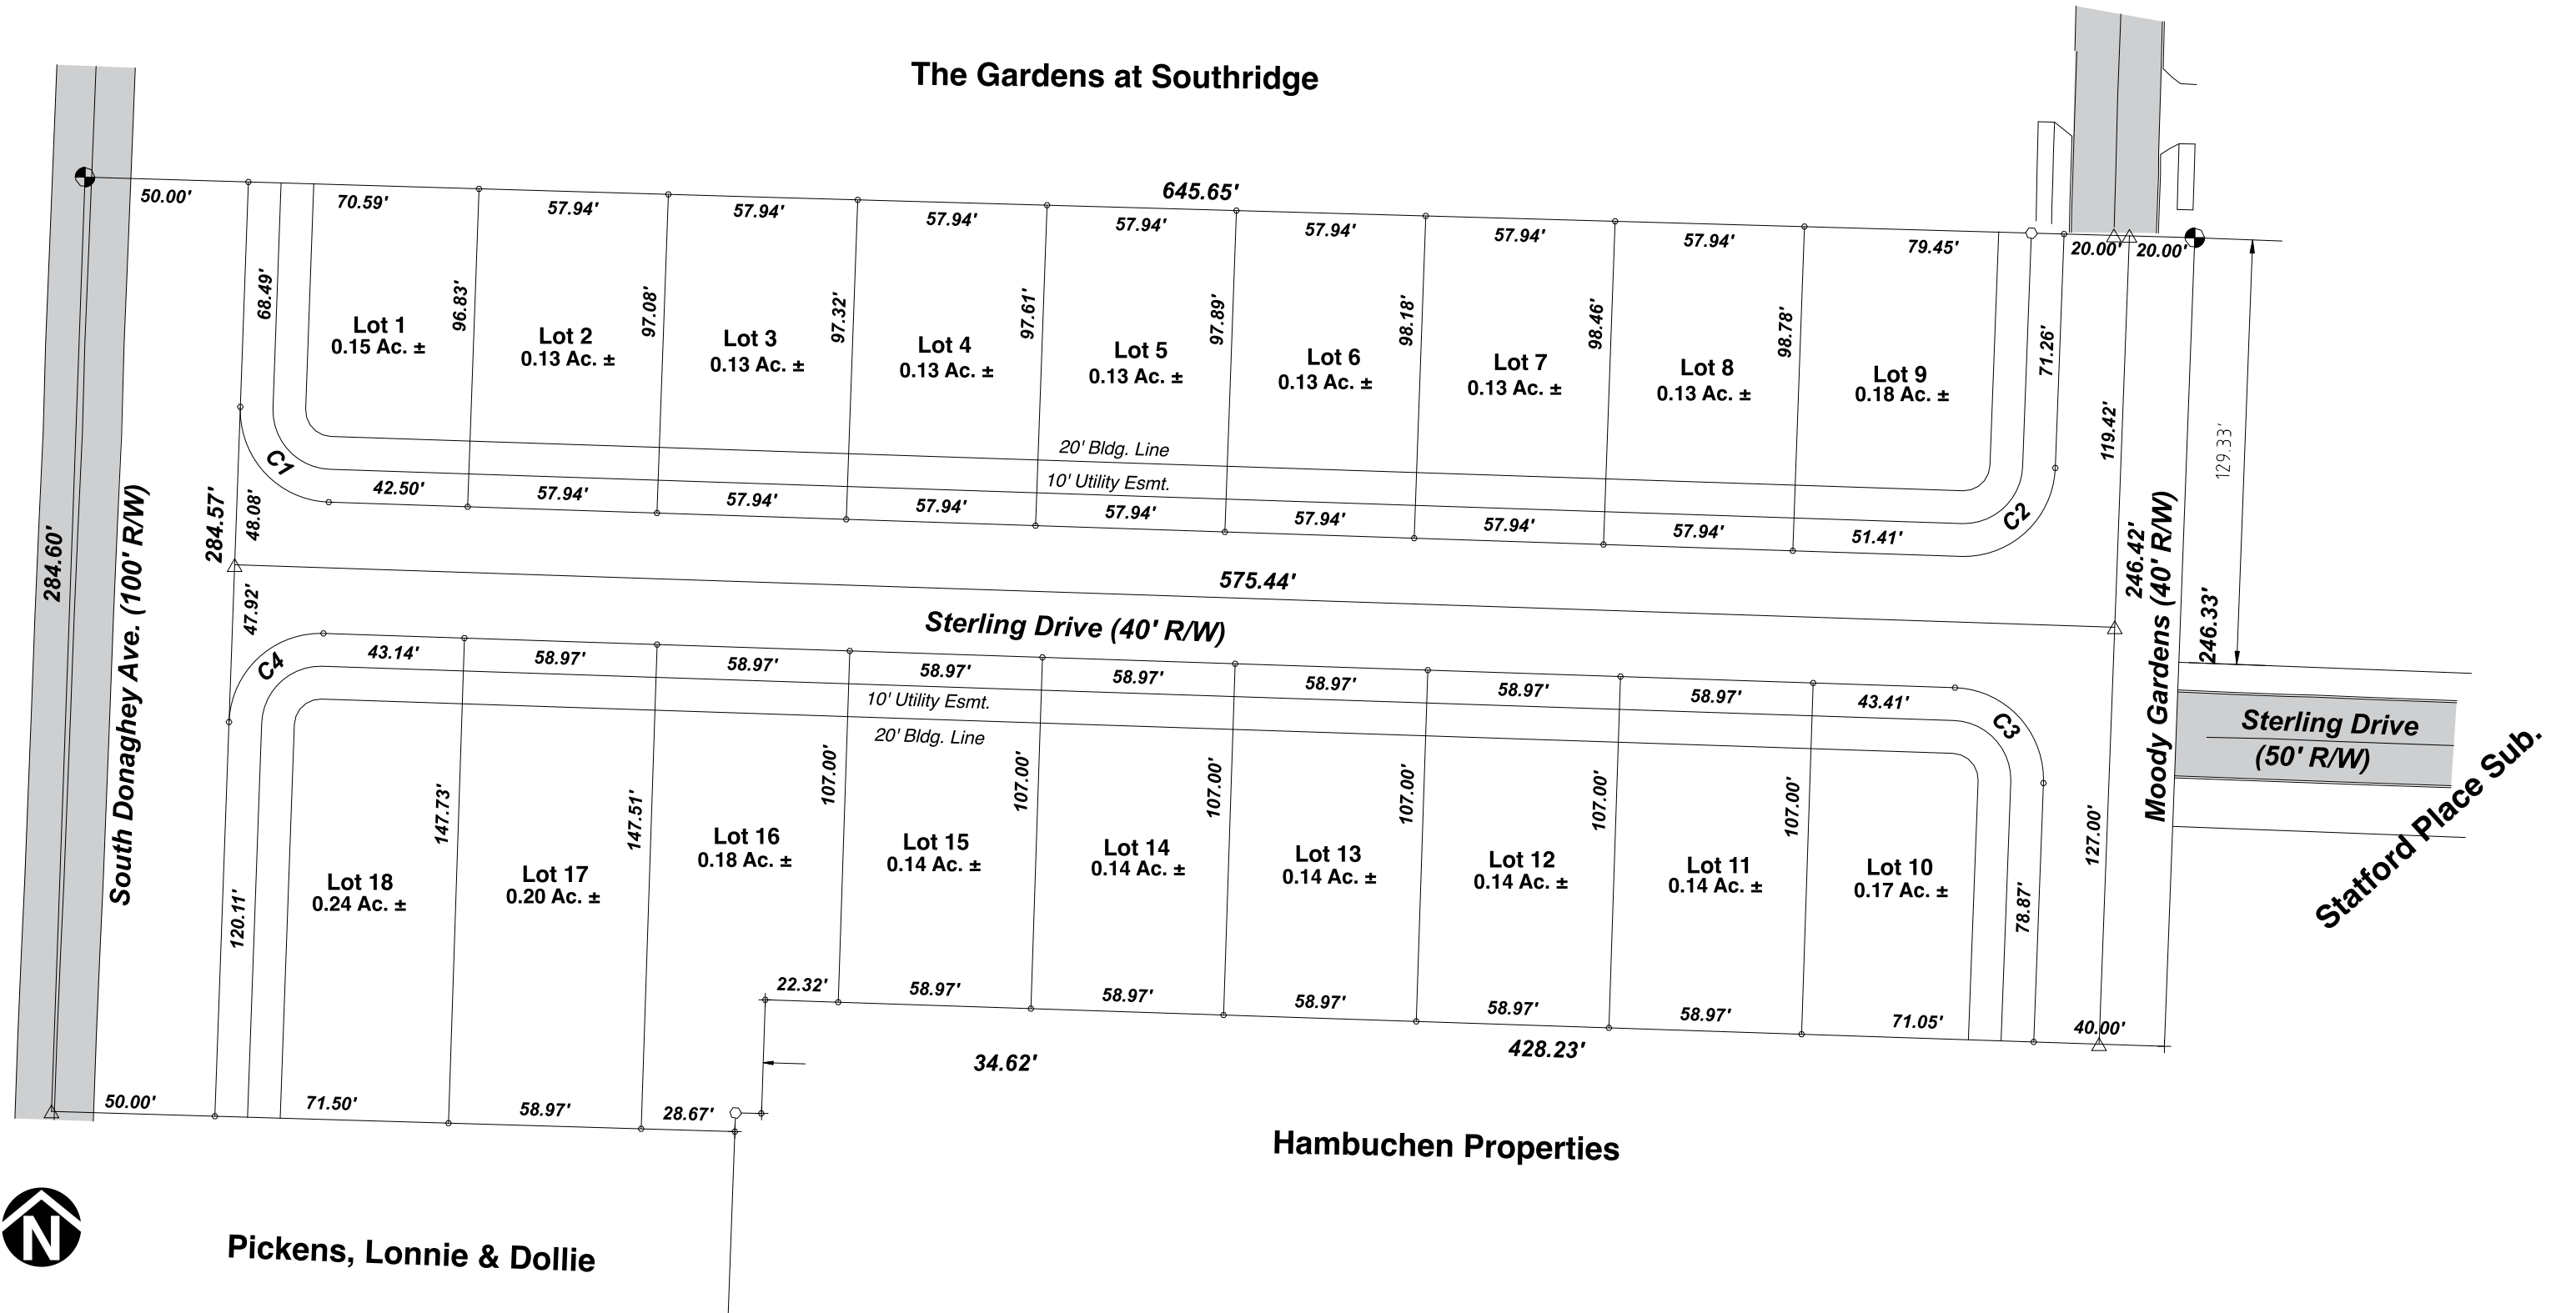 The Gardens at Southridge
645.65'
50.00'
70.59'
57.94'
57.94'
57.94'
57.94'
57.94'
57.94'
57.94'
79.45'
20.00'
20.00'
68.49'
96.83'
97.08'
97.32'
97.61'
97.89'
98.18'
98.46'
98.78'
71.26'
119.42'
129.33'
Lot 1
0.15 Ac. ±
Lot 2
0.13 Ac. ±
Lot 3
0.13 Ac. ±
Lot 4
0.13 Ac. ±
Lot 5
0.13 Ac. ±
Lot 6
0.13 Ac. ±
Lot 7
0.13 Ac. ±
Lot 8
0.13 Ac. ±
Lot 9
0.18 Ac. ±
20' Bldg. Line
10' Utility Esmt.
C1
42.50'
57.94'
57.94'
57.94'
57.94'
57.94'
57.94'
57.94'
51.41'
C2
284.60'
South Donaghey Ave. (100' R/W)
284.57'
48.08'
47.92'
575.44'
Sterling Drive (40' R/W)
246.42'
Moody Gardens (40' R/W)
246.33'
Sterling Drive
(50' R/W)
Statford Place Sub.
C4
43.14'
58.97'
58.97'
58.97'
58.97'
58.97'
58.97'
58.97'
43.41'
C3
10' Utility Esmt.
20' Bldg. Line
120.11'
147.73'
147.51'
107.00'
107.00'
107.00'
107.00'
107.00'
107.00'
78.87'
127.00'
Lot 18
0.24 Ac. ±
Lot 17
0.20 Ac. ±
Lot 16
0.18 Ac. ±
Lot 15
0.14 Ac. ±
Lot 14
0.14 Ac. ±
Lot 13
0.14 Ac. ±
Lot 12
0.14 Ac. ±
Lot 11
0.14 Ac. ±
Lot 10
0.17 Ac. ±
22.32'
58.97'
58.97'
58.97'
58.97'
58.97'
71.05'
40.00'
34.62'
428.23'
50.00'
71.50'
58.97'
28.67'
Hambuchen Properties
N
Pickens, Lonnie & Dollie